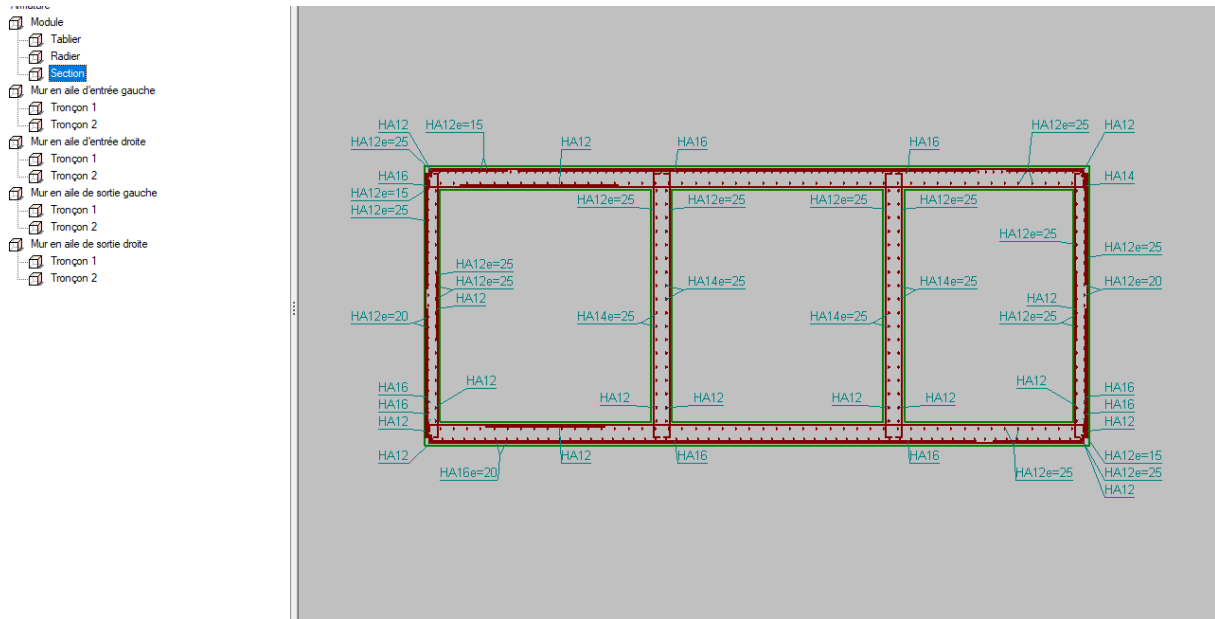 Armature
Module
Tablier
Radier
Section
Mur en aile d'entrée gauche
Tronçon 1
Tronçon 2
Mur en aile d'entrée droite
Tronçon 1
Tronçon 2
Mur en aile de sortie gauche
Tronçon 1
Tronçon 2
Mur en aile de sortie droite
Tronçon 1
Tronçon 2
HA12 HA12e=15 HA12e=25 HA12
HA12e=25 HA12 HA16 HA16
HA16 HA14
HA12e=15
HA12e=25 HA12e=25 HA12e=25 HA12e=25
HA12e=25
HA12e=25
HA12e=25
HA12e=25
HA12e=25 HA14e=25 HA14e=25 HA12e=20
HA12 HA12
HA12e=20 HA14e=25 HA14e=25 HA12e=25
HA12 HA12
HA16 HA16
HA12 HA12 HA12 HA12
HA16 HA16
HA12 HA12
HA12 HA12 HA16 HA16 HA12e=15
HA16e=20 HA12e=25 HA12e=25
HA12